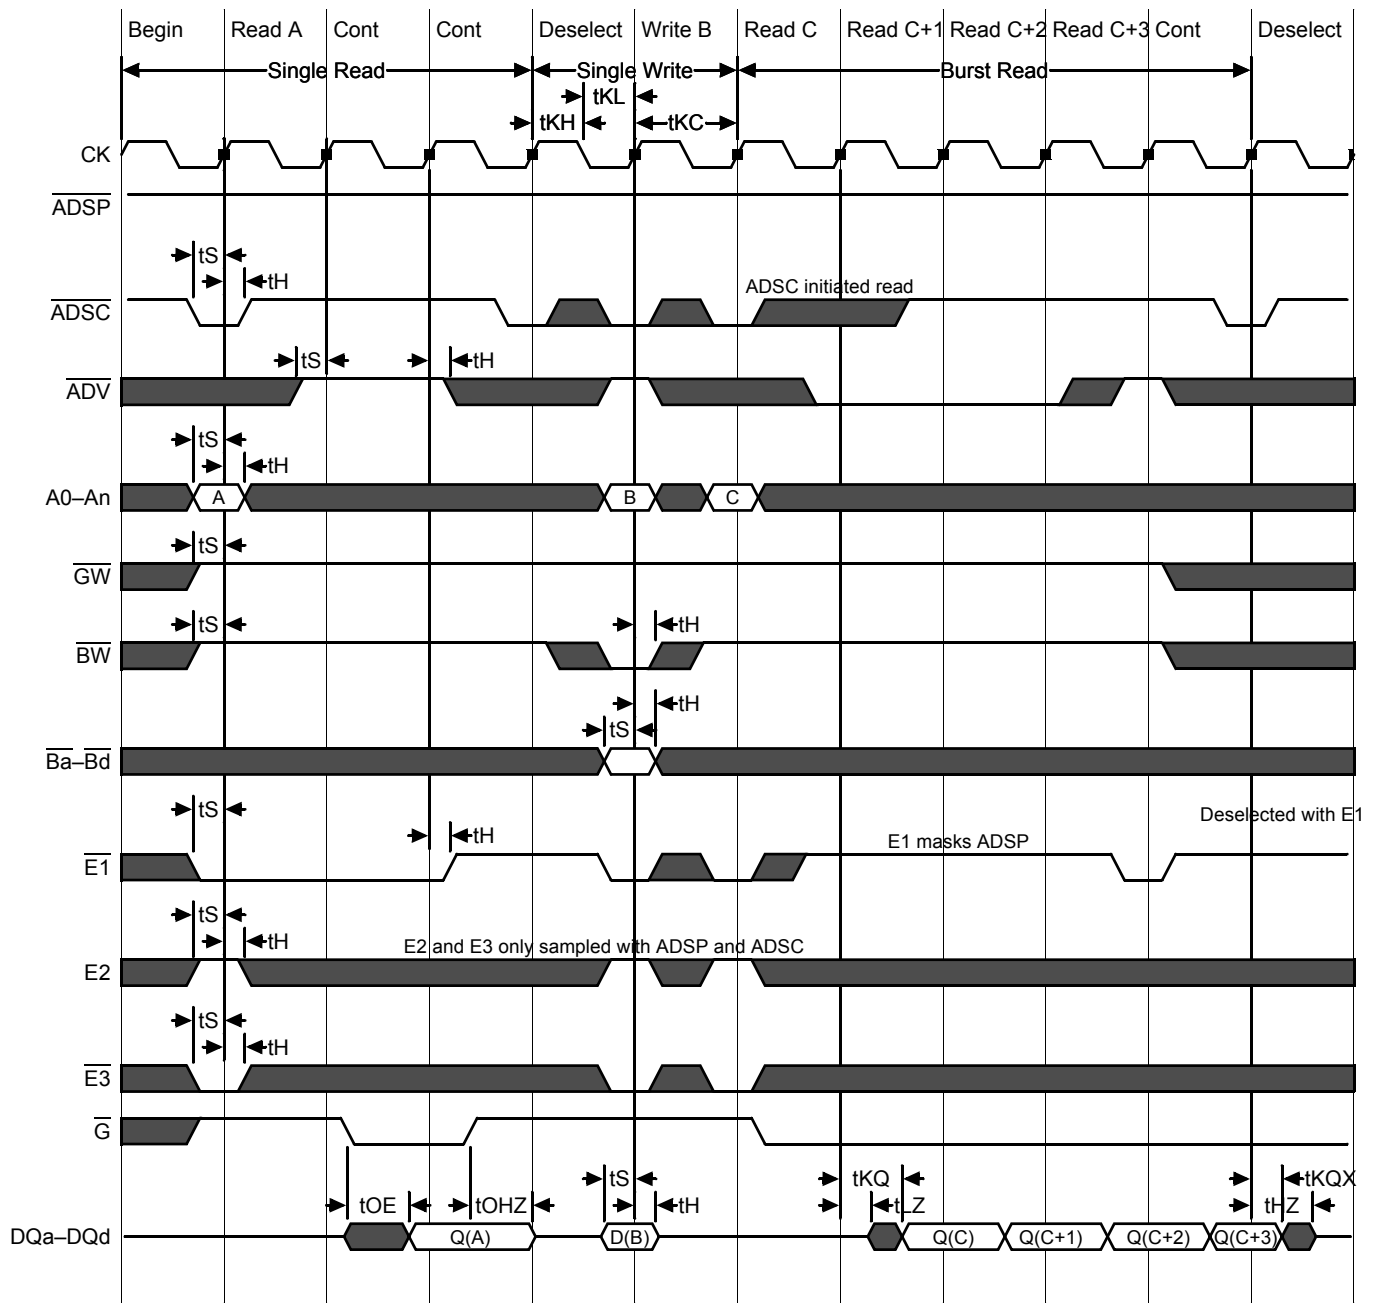 Begin Read A Cont Cont Deselect Write B Read C Read C+1 Read C+2 Read C+3 Cont Deselect
Single Read Single Write Burst Read
tKL
tKH tKC
CK
ADSP
tS
tH
ADSC initiated read
ADSC
tS tH
ADV
tS
tH
A0–An A B C
tS
GW
tS tH
BW
tH
tS
Ba–Bd
tS
Deselected with E1
tH
E1 masks ADSP
E1
tS
tH
E2 and E3 only sampled with ADSP and ADSC
E2
tS
tH
E3
G
tS tKQ tKQX
tOE tOHZ tH tLZ tHZ
DQa–DQd Q(A) D(B) Q(C) Q(C+1) Q(C+2) Q(C+3)